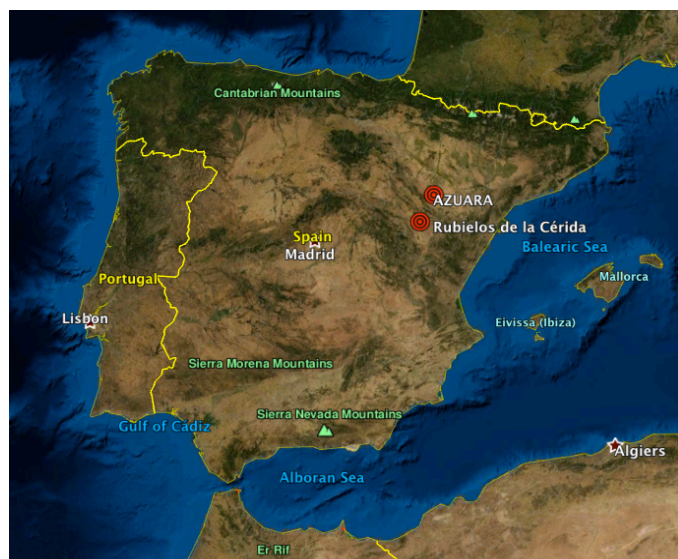 Cantabrian Mountains
AZUARA
Rubielos de la Cérida
Spain
Madrid
Balearic Sea
Portugal
Mallorca
Lisbon
Eivissa (Ibiza)
Sierra Morena Mountains
Sierra Nevada Mountains
Gulf of Cádiz
Algiers
Alboran Sea
Er Rif